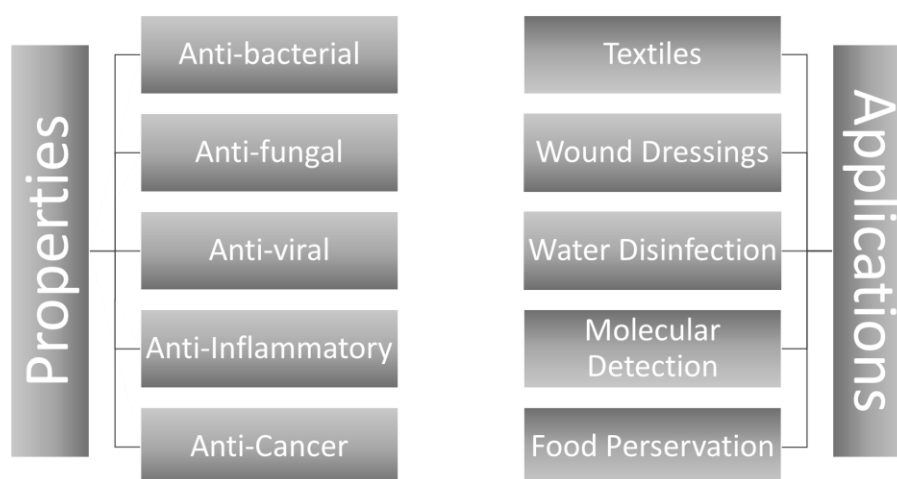 Properties
Anti-bacterial
Anti-fungal
Anti-viral
Anti-Inflammatory
Anti-Cancer
Textiles
Wound Dressings
Water Disinfection
Molecular
Detection
Food Perservation
Applications